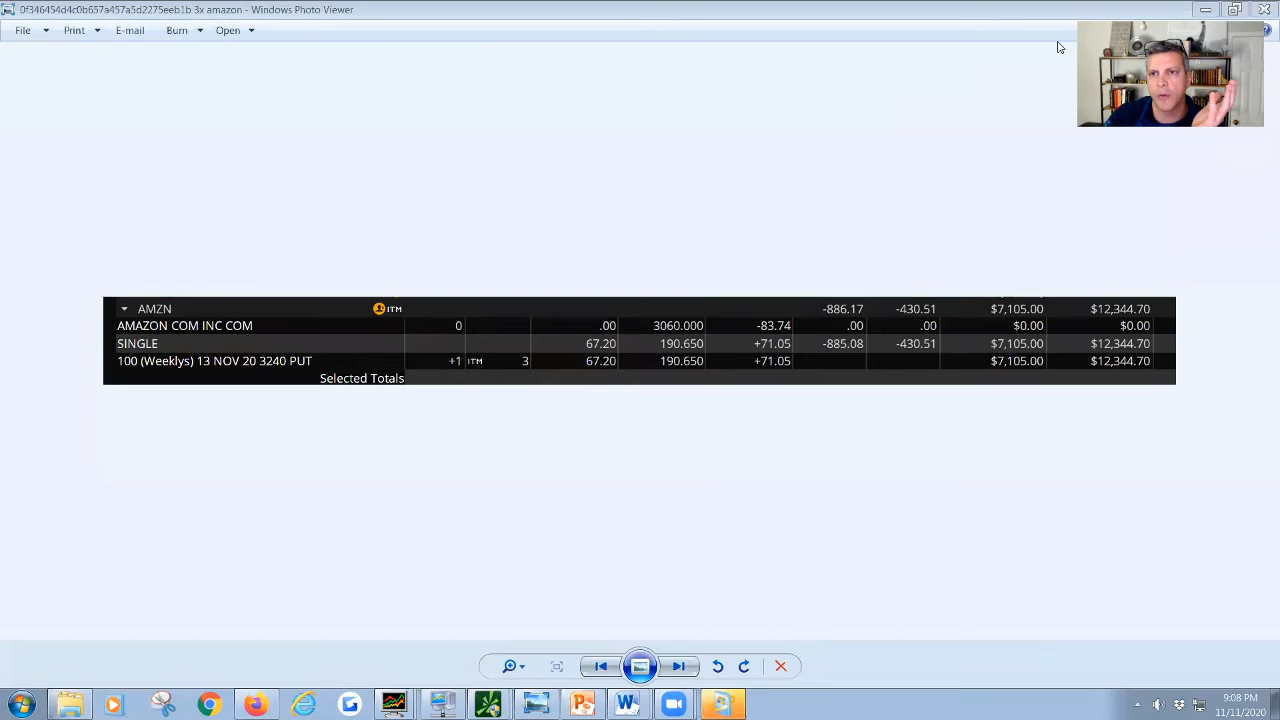 0f346454d4c0b657a457a5d2275eeb1b 3x amazon - Windows Photo Viewer
File Print E-mail Burn Open
AMZN ITM -886.17 -430.51 $7,105.00 $12,344.70
AMAZON COM INC COM 0 .00 3060.000 -83.74 .00 .00 $0.00 $0.00
SINGLE 67.20 190.650 +71.05 -885.08 -430.51 $7,105.00 $12,344.70
100 (Weeklys) 13 NOV 20 3240 PUT +1 ITM 3 67.20 190.650 +71.05 $7,105.00 $12,344.70
Selected Totals
9:08 PM
11/11/2020